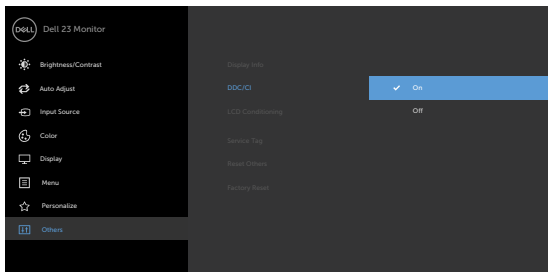 DELL Dell 23 Monitor
Brightness/Contrast
Auto Adjust
Input Source
Color
Display
Menu
Personalize
Others
Display Info
DDC/CI
LCD Conditioning
Service Tag
Reset Others
Factory Reset
On
Off